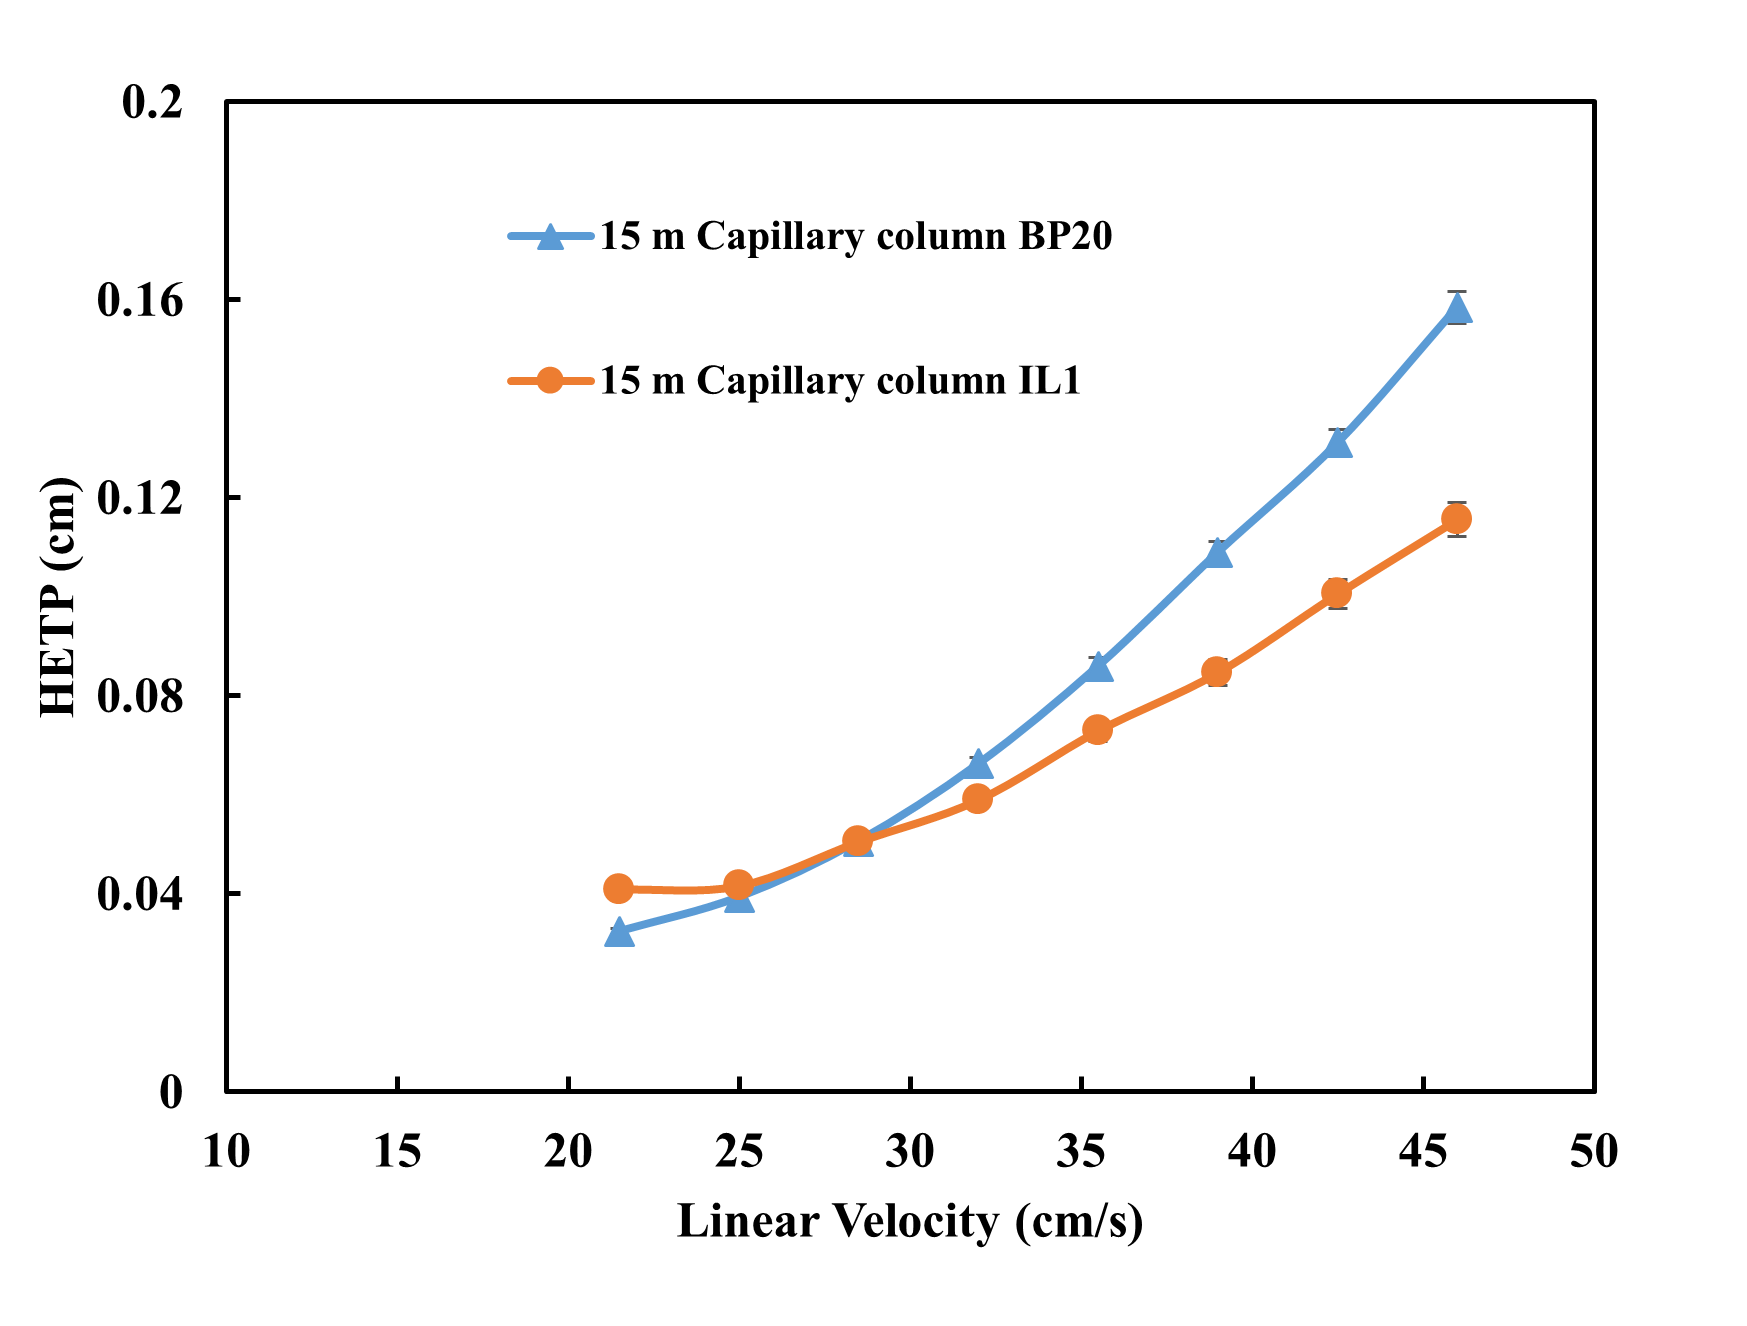 0.2
15 m Capillary column BP20
0.16
15 m Capillary column IL1
0.12
HETP (cm)
0.08
0.04
0
10 15 20 25 30 35 40 45 50
Linear Velocity (cm/s)